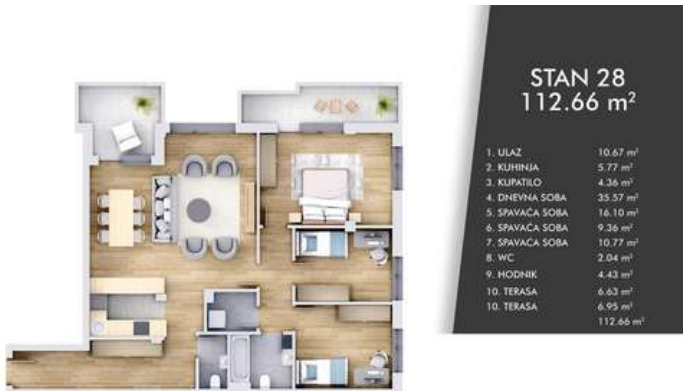 STAN 28
112.66 m²
1. ULAZ 10.67 m²
2. KUHINJA 5.77 m²
3. KUPATILO 4.36 m²
4. DNEVNA SOBA 35.57 m²
5. SPAVAĆA SOBA 16.10 m²
6. SPAVAĆA SOBA 9.36 m²
7. SPAVAĆA SOBA 10.77 m²
8. WC 2.04 m²
9. HODNIK 4.43 m²
10. TERASA 6.63 m²
10. TERASA 6.95 m²
112.66 m²